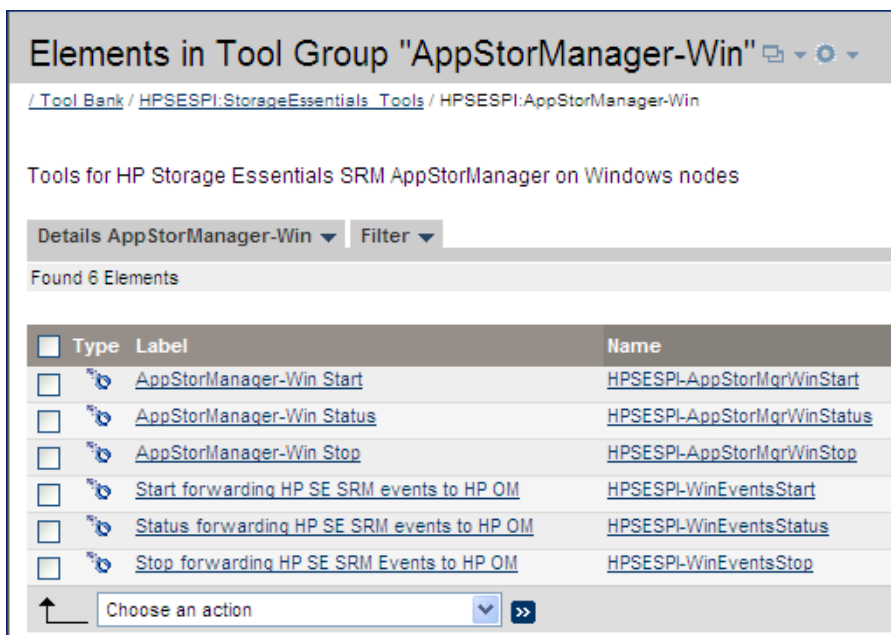 Elements in Tool Group "AppStorManager-Win"
/ Tool Bank / HPSESPI:StorageEssentials_Tools / HPSESPI:AppStorManager-Win
Tools for HP Storage Essentials SRM AppStorManager on Windows nodes
Details AppStorManager-Win Filter
Found 6 Elements
Type Label Name
AppStorManager-Win Start HPSESPI-AppStorMgrWinStart
AppStorManager-Win Status HPSESPI-AppStorMgrWinStatus
AppStorManager-Win Stop HPSESPI-AppStorMgrWinStop
Start forwarding HP SE SRM events to HP OM HPSESPI-WinEventsStart
Status forwarding HP SE SRM events to HP OM HPSESPI-WinEventsStatus
Stop forwarding HP SE SRM Events to HP OM HPSESPI-WinEventsStop
Choose an action